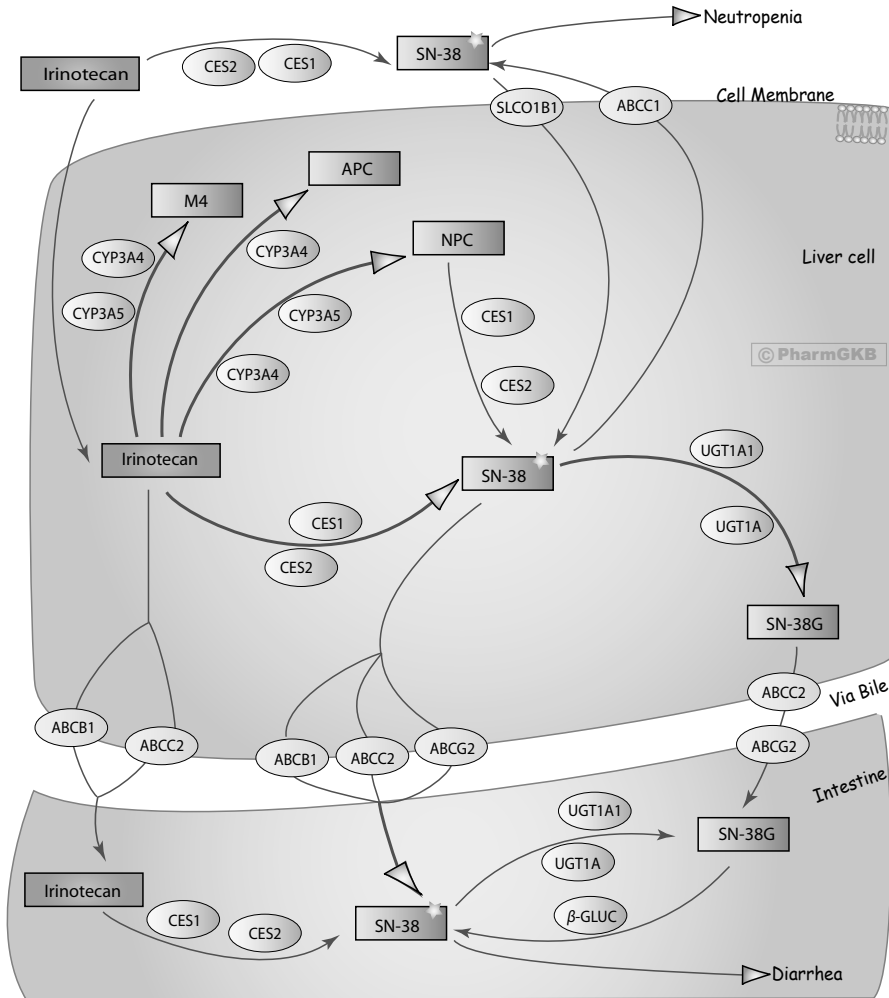 Neutropenia
SN-38
CES2
CES1
Irinotecan
Cell Membrane
SLCO1B1
ABCC1
APC
M4
NPC
CYP3A4
CYP3A4
Liver cell
CYP3A5
CYP3A5
CES1
© PharmGKB
CYP3A4
CES2
Irinotecan
SN-38
UGT1A1
CES1
UGT1A
CES2
SN-38G
ABCC2
Via Bile
ABCB1
ABCC2
ABCB1
ABCC2
ABCG2
ABCG2
Intestine
UGT1A1
SN-38G
UGT1A
Irinotecan
CES1
CES2
SN-38
β-GLUC
Diarrhea